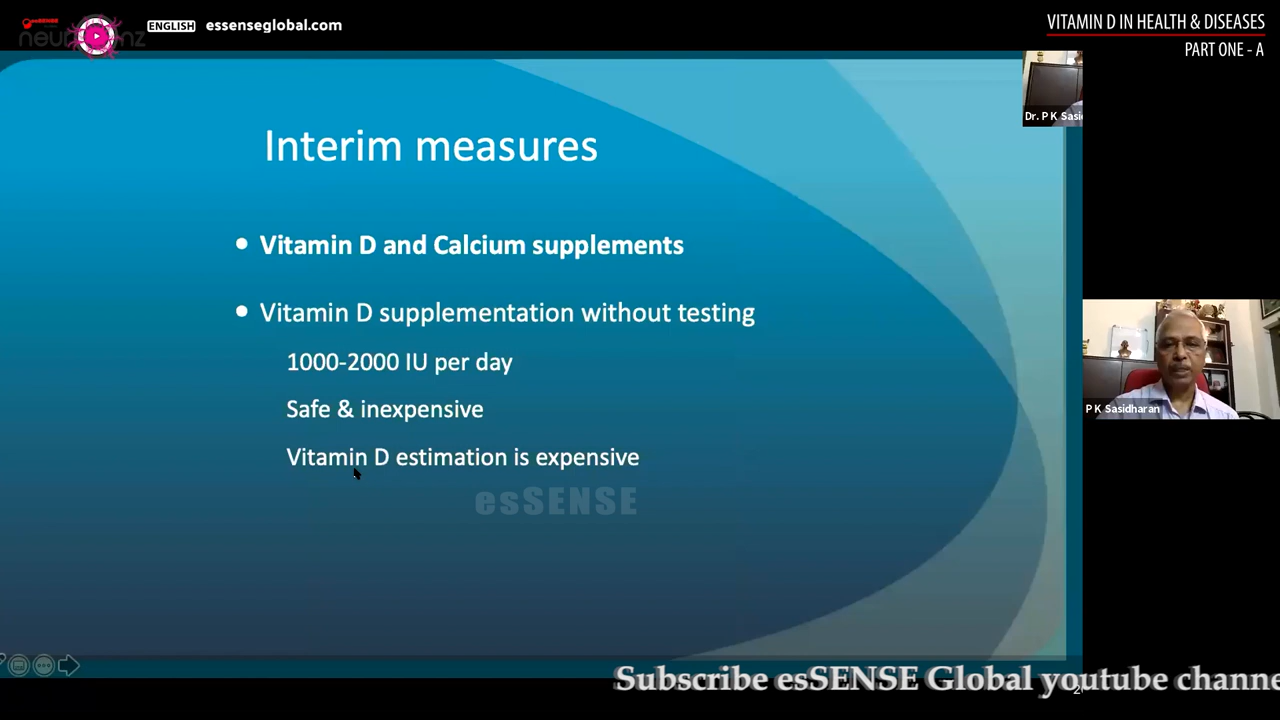 esSENSE
ENGLISH essenseglobal.com
VITAMIN D IN HEALTH & DISEASES
PART ONE - A
Dr. P K Sasi
Interim measures
• Vitamin D and Calcium supplements
• Vitamin D supplementation without testing
1000-2000 IU per day
Safe & inexpensive
Vitamin D estimation is expensive
P K Sasidharan
esSENSE
Subscribe esSENSE Global youtube channe